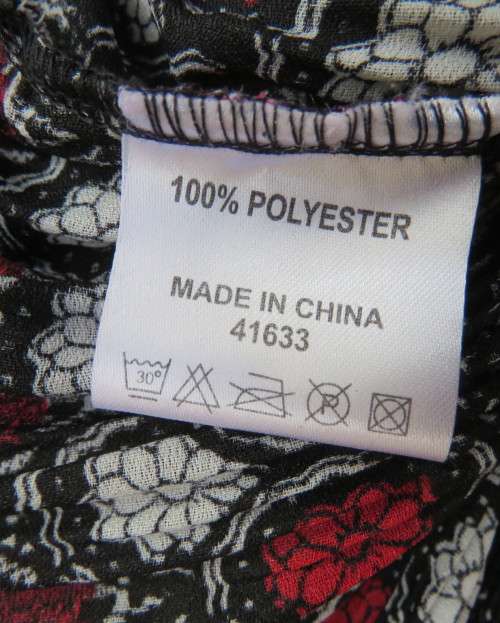 100% POLYESTER
MADE IN CHINA
41633
30° P